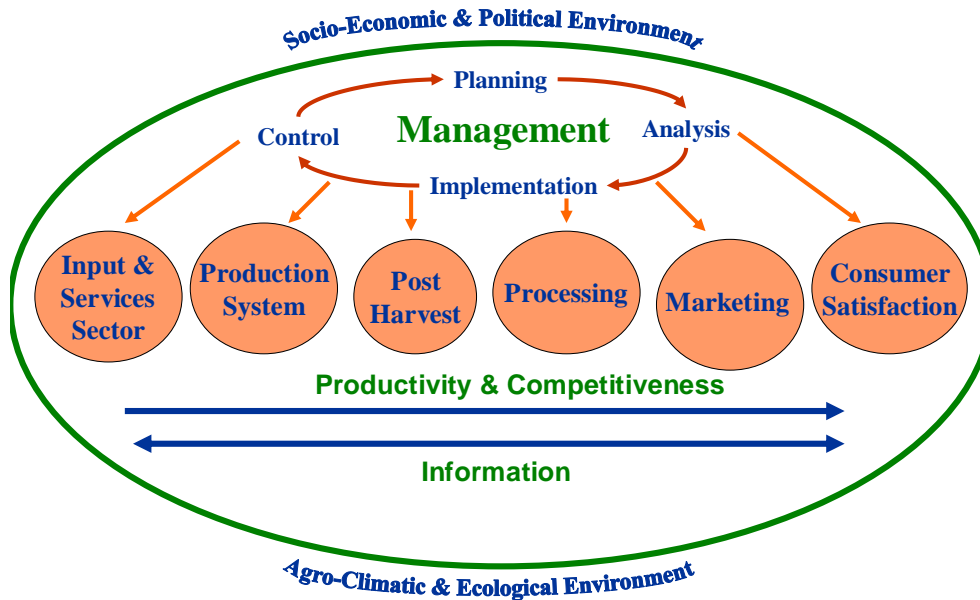 Socio-Economic & Political Environment
Planning
Control
Management
Analysis
Implementation
Input &
Services
Sector
Production
System
Post
Harvest
Processing
Marketing
Consumer
Satisfaction
Productivity & Competitiveness
Information
Agro-Climatic & Ecological Environment